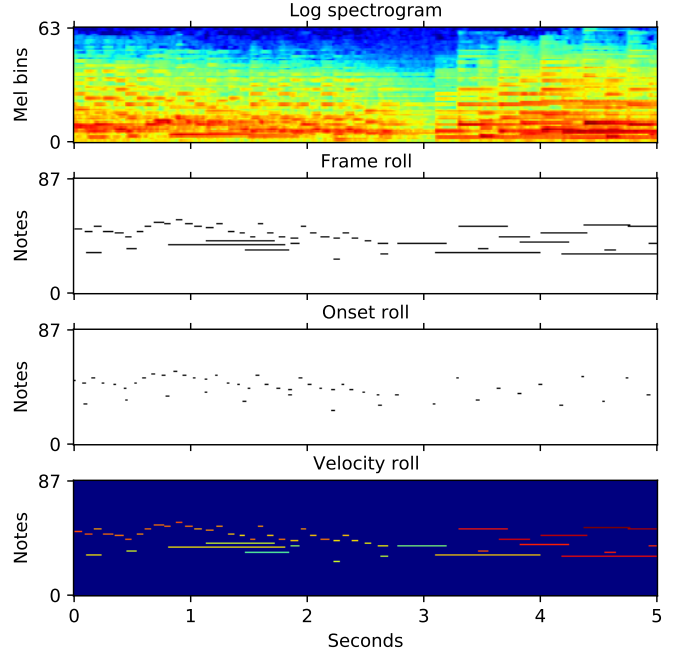 Log spectrogram
63
Mel bins
0
Frame roll
87
Notes
0
Onset roll
87
Notes
0
Velocity roll
87
Notes
0
0 1 2 3 4 5
Seconds